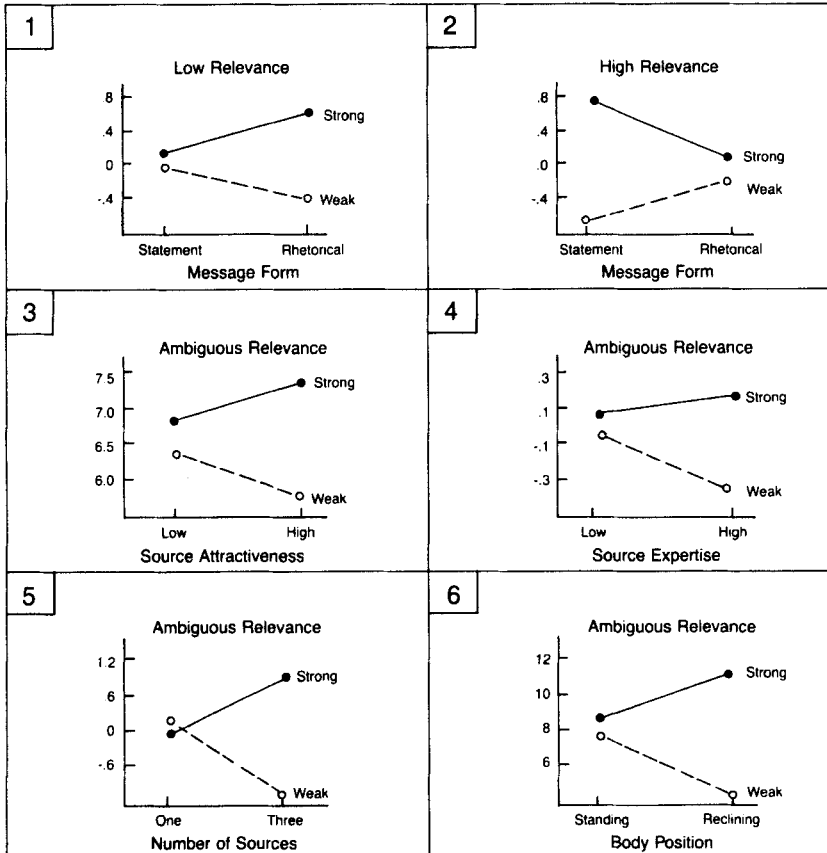 1
Low Relevance
.8
.4
0
-.4
Strong
Weak
Statement Rhetorical
Message Form
2
High Relevance
.8
.4
.0
-.4
Strong
Weak
Statement Rhetorical
Message Form
3
Ambiguous Relevance
7.5
7.0
6.5
6.0
Strong
Weak
Low High
Source Attractiveness
4
Ambiguous Relevance
.3
.1
-.1
-.3
Strong
Weak
Low High
Source Expertise
5
Ambiguous Relevance
1.2
6
0
-.6
Strong
Weak
One Three
Number of Sources
6
Ambiguous Relevance
12
10
8
6
Strong
Weak
Standing Reclining
Body Position